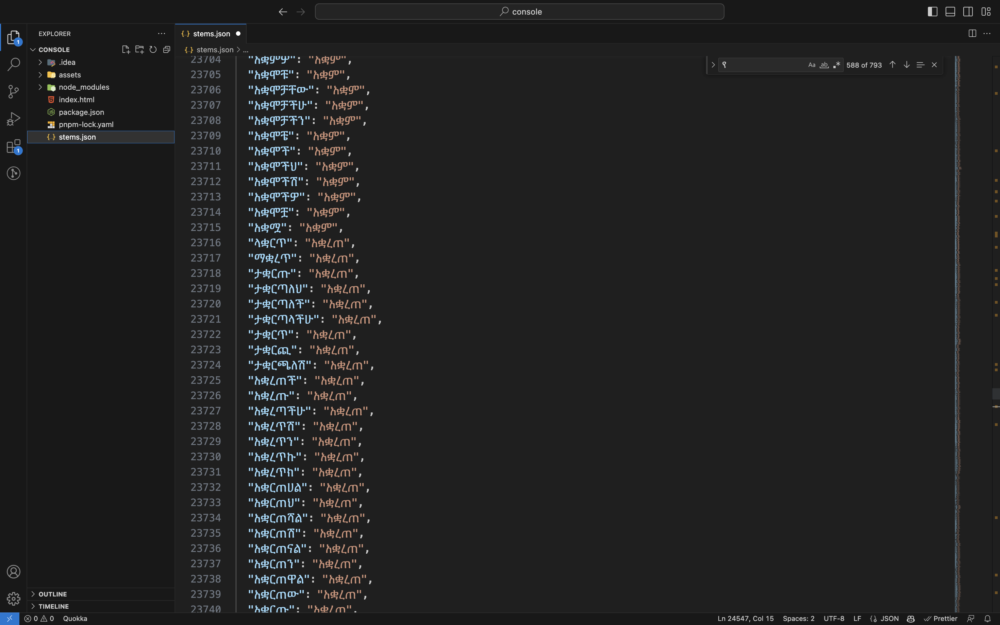 console
EXPLORER
CONSOLE
.idea
assets
node_modules
index.html
package.json
pnpm-lock.yaml
stems.json
OUTLINE
TIMELINE
stems.json
stems.json > ...
Aa ab .* 588 of 793
23704 "አቋምዎ": "አቋም",
23705 "አቋሞቹ": "አቋም",
23706 "አቋሞቻቸው": "አቋም",
23707 "አቋሞቻችሁ": "አቋም",
23708 "አቋሞቻችን": "አቋም",
23709 "አቋሞቼ": "አቋም",
23710 "አቋሞች": "አቋም",
23711 "አቋሞችህ": "አቋም",
23712 "አቋሞችሽ": "አቋም",
23713 "አቋሞችዎ": "አቋም",
23714 "አቋሞቿ": "አቋም",
23715 "አቋሟ": "አቋም",
23716 "ላቋርጥ": "አቋረጠ",
23717 "ማቋረጥ": "አቋረጠ",
23718 "ታቋርጡ": "አቋረጠ",
23719 "ታቋርጣለህ": "አቋረጠ",
23720 "ታቋርጣለች": "አቋረጠ",
23721 "ታቋርጣላችሁ": "አቋረጠ",
23722 "ታቋርጥ": "አቋረጠ",
23723 "ታቋርጪ": "አቋረጠ",
23724 "ታቋርጫለሽ": "አቋረጠ",
23725 "አቋረጠች": "አቋረጠ",
23726 "አቋረጡ": "አቋረጠ",
23727 "አቋረጣችሁ": "አቋረጠ",
23728 "አቋረጥሽ": "አቋረጠ",
23729 "አቋረጥን": "አቋረጠ",
23730 "አቋረጥኩ": "አቋረጠ",
23731 "አቋረጥክ": "አቋረጠ",
23732 "አቋርጠሀል": "አቋረጠ",
23733 "አቋርጠህ": "አቋረጠ",
23734 "አቋርጠሻል": "አቋረጠ",
23735 "አቋርጠሽ": "አቋረጠ",
23736 "አቋርጠናል": "አቋረጠ",
23737 "አቋርጠን": "አቋረጠ",
23738 "አቋርጠዋል": "አቋረጠ",
23739 "አቋርጠው": "አቋረጠ",
23740 "አቋርጡ": "አቋረጠ",
0 0 Quokka
Ln 24547, Col 15 Spaces: 2 UTF-8 LF JSON Prettier